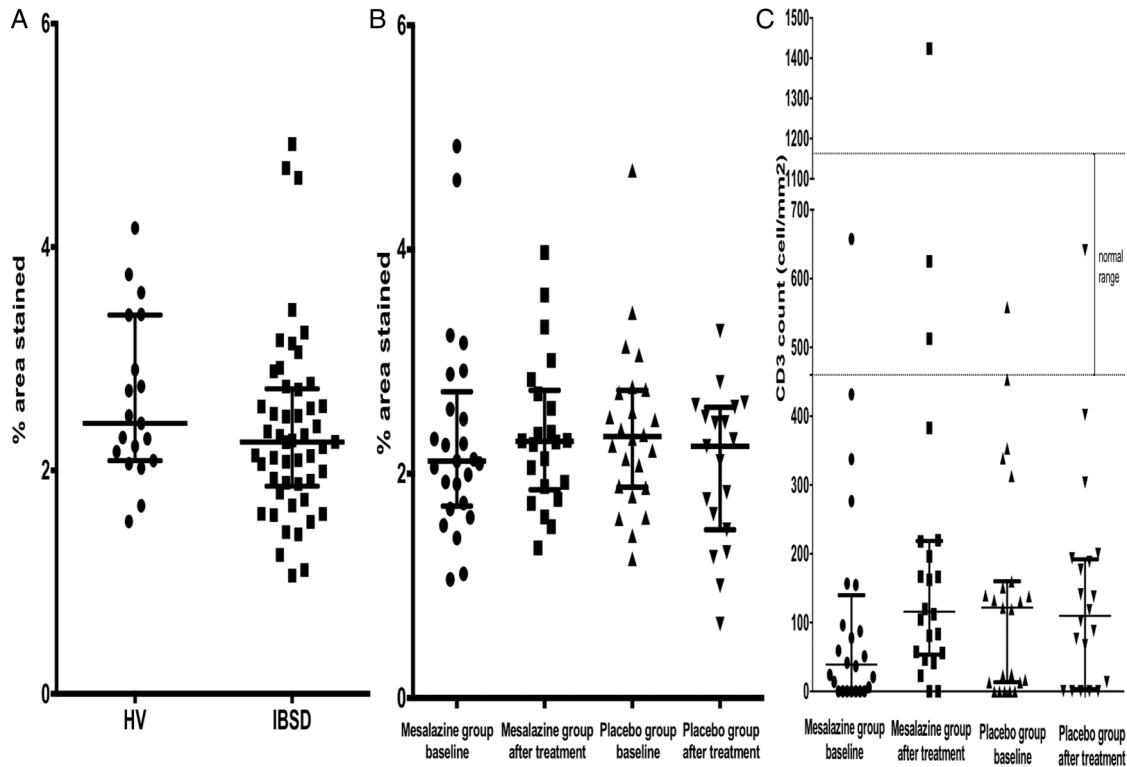 A
6
4
2
0
% area stained
HV
IBSD
B
6
4
2
0
% area stained
Mesalazine group
baseline
Mesalazine group
after treatment
Placebo group
baseline
Placebo group
after treatment
C
1500
1400
1300
1200
1100
700
600
500
400
300
200
100
0
CD3 count (cell/mm2)
normal
range
Mesalazine group
baseline
Mesalazine group
after treatment
Placebo group
baseline
Placebo group
after treatment